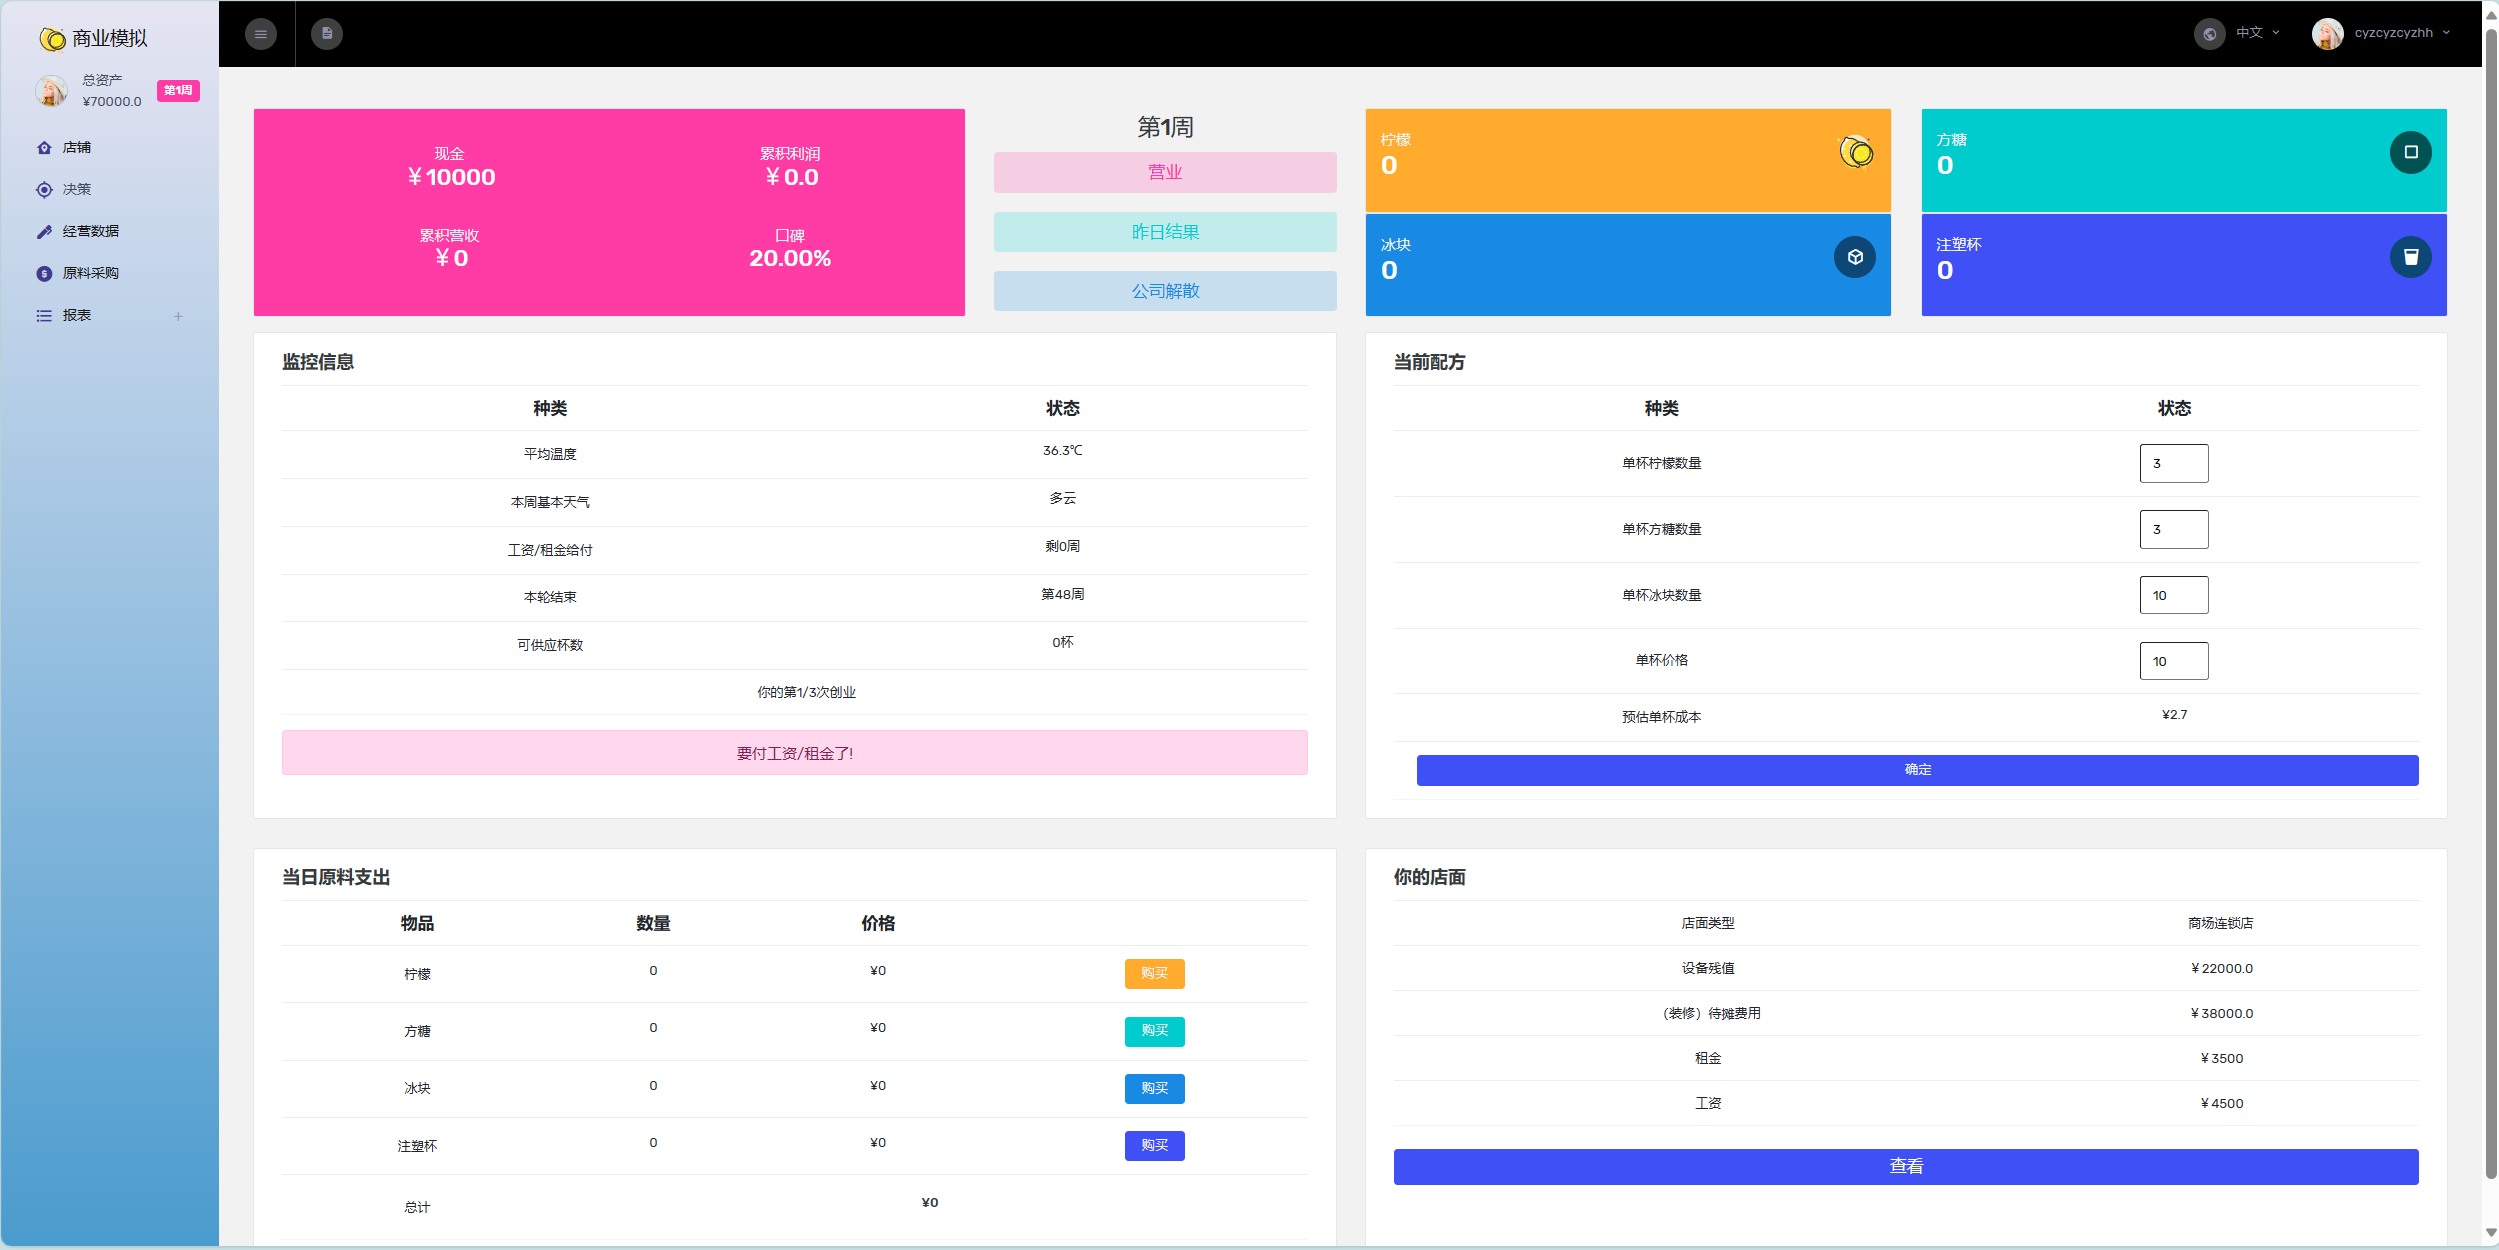 商业模拟
总资产
¥70000.0
第1周
店铺
决策
经营数据
原料采购
报表
中文
cyzcyzcyzhh
现金
¥10000
累积利润
¥0.0
累积营收
¥0
口碑
20.00%
第1周
营业
昨日结果
公司解散
柠檬
0
方糖
0
冰块
0
注塑杯
0
监控信息
种类 状态
平均温度 36.3℃
本周基本天气 多云
工资/租金给付 剩0周
本轮结束 第48周
可供应杯数 0杯
你的第1/3次创业
要付工资/租金了!
当前配方
种类 状态
单杯柠檬数量 3
单杯方糖数量 3
单杯冰块数量 10
单杯价格 10
预估单杯成本 ¥2.7
确定
当日原料支出
物品 数量 价格
柠檬 0 ¥0 购买
方糖 0 ¥0 购买
冰块 0 ¥0 购买
注塑杯 0 ¥0 购买
总计 ¥0
你的店面
店面类型 商场连锁店
设备残值 ¥22000.0
（装修）待摊费用 ¥38000.0
租金 ¥3500
工资 ¥4500
查看